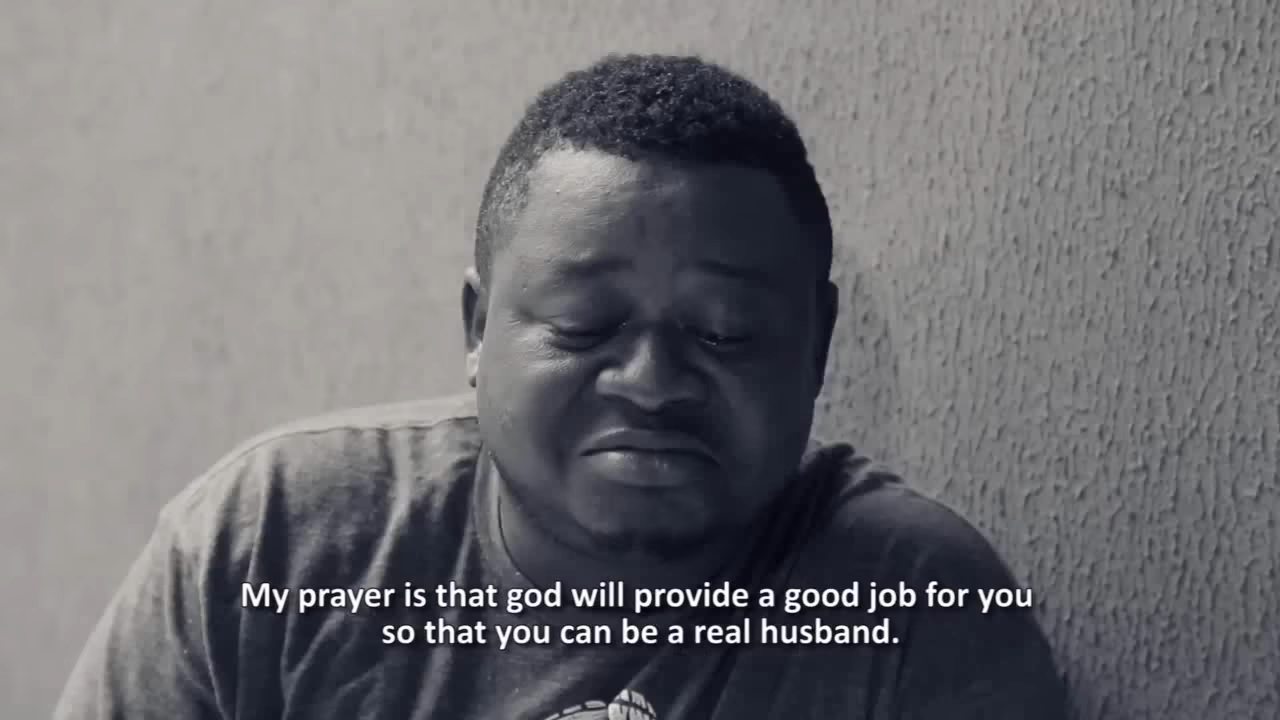 My prayer is that god will provide a good job for you
so that you can be a real husband.